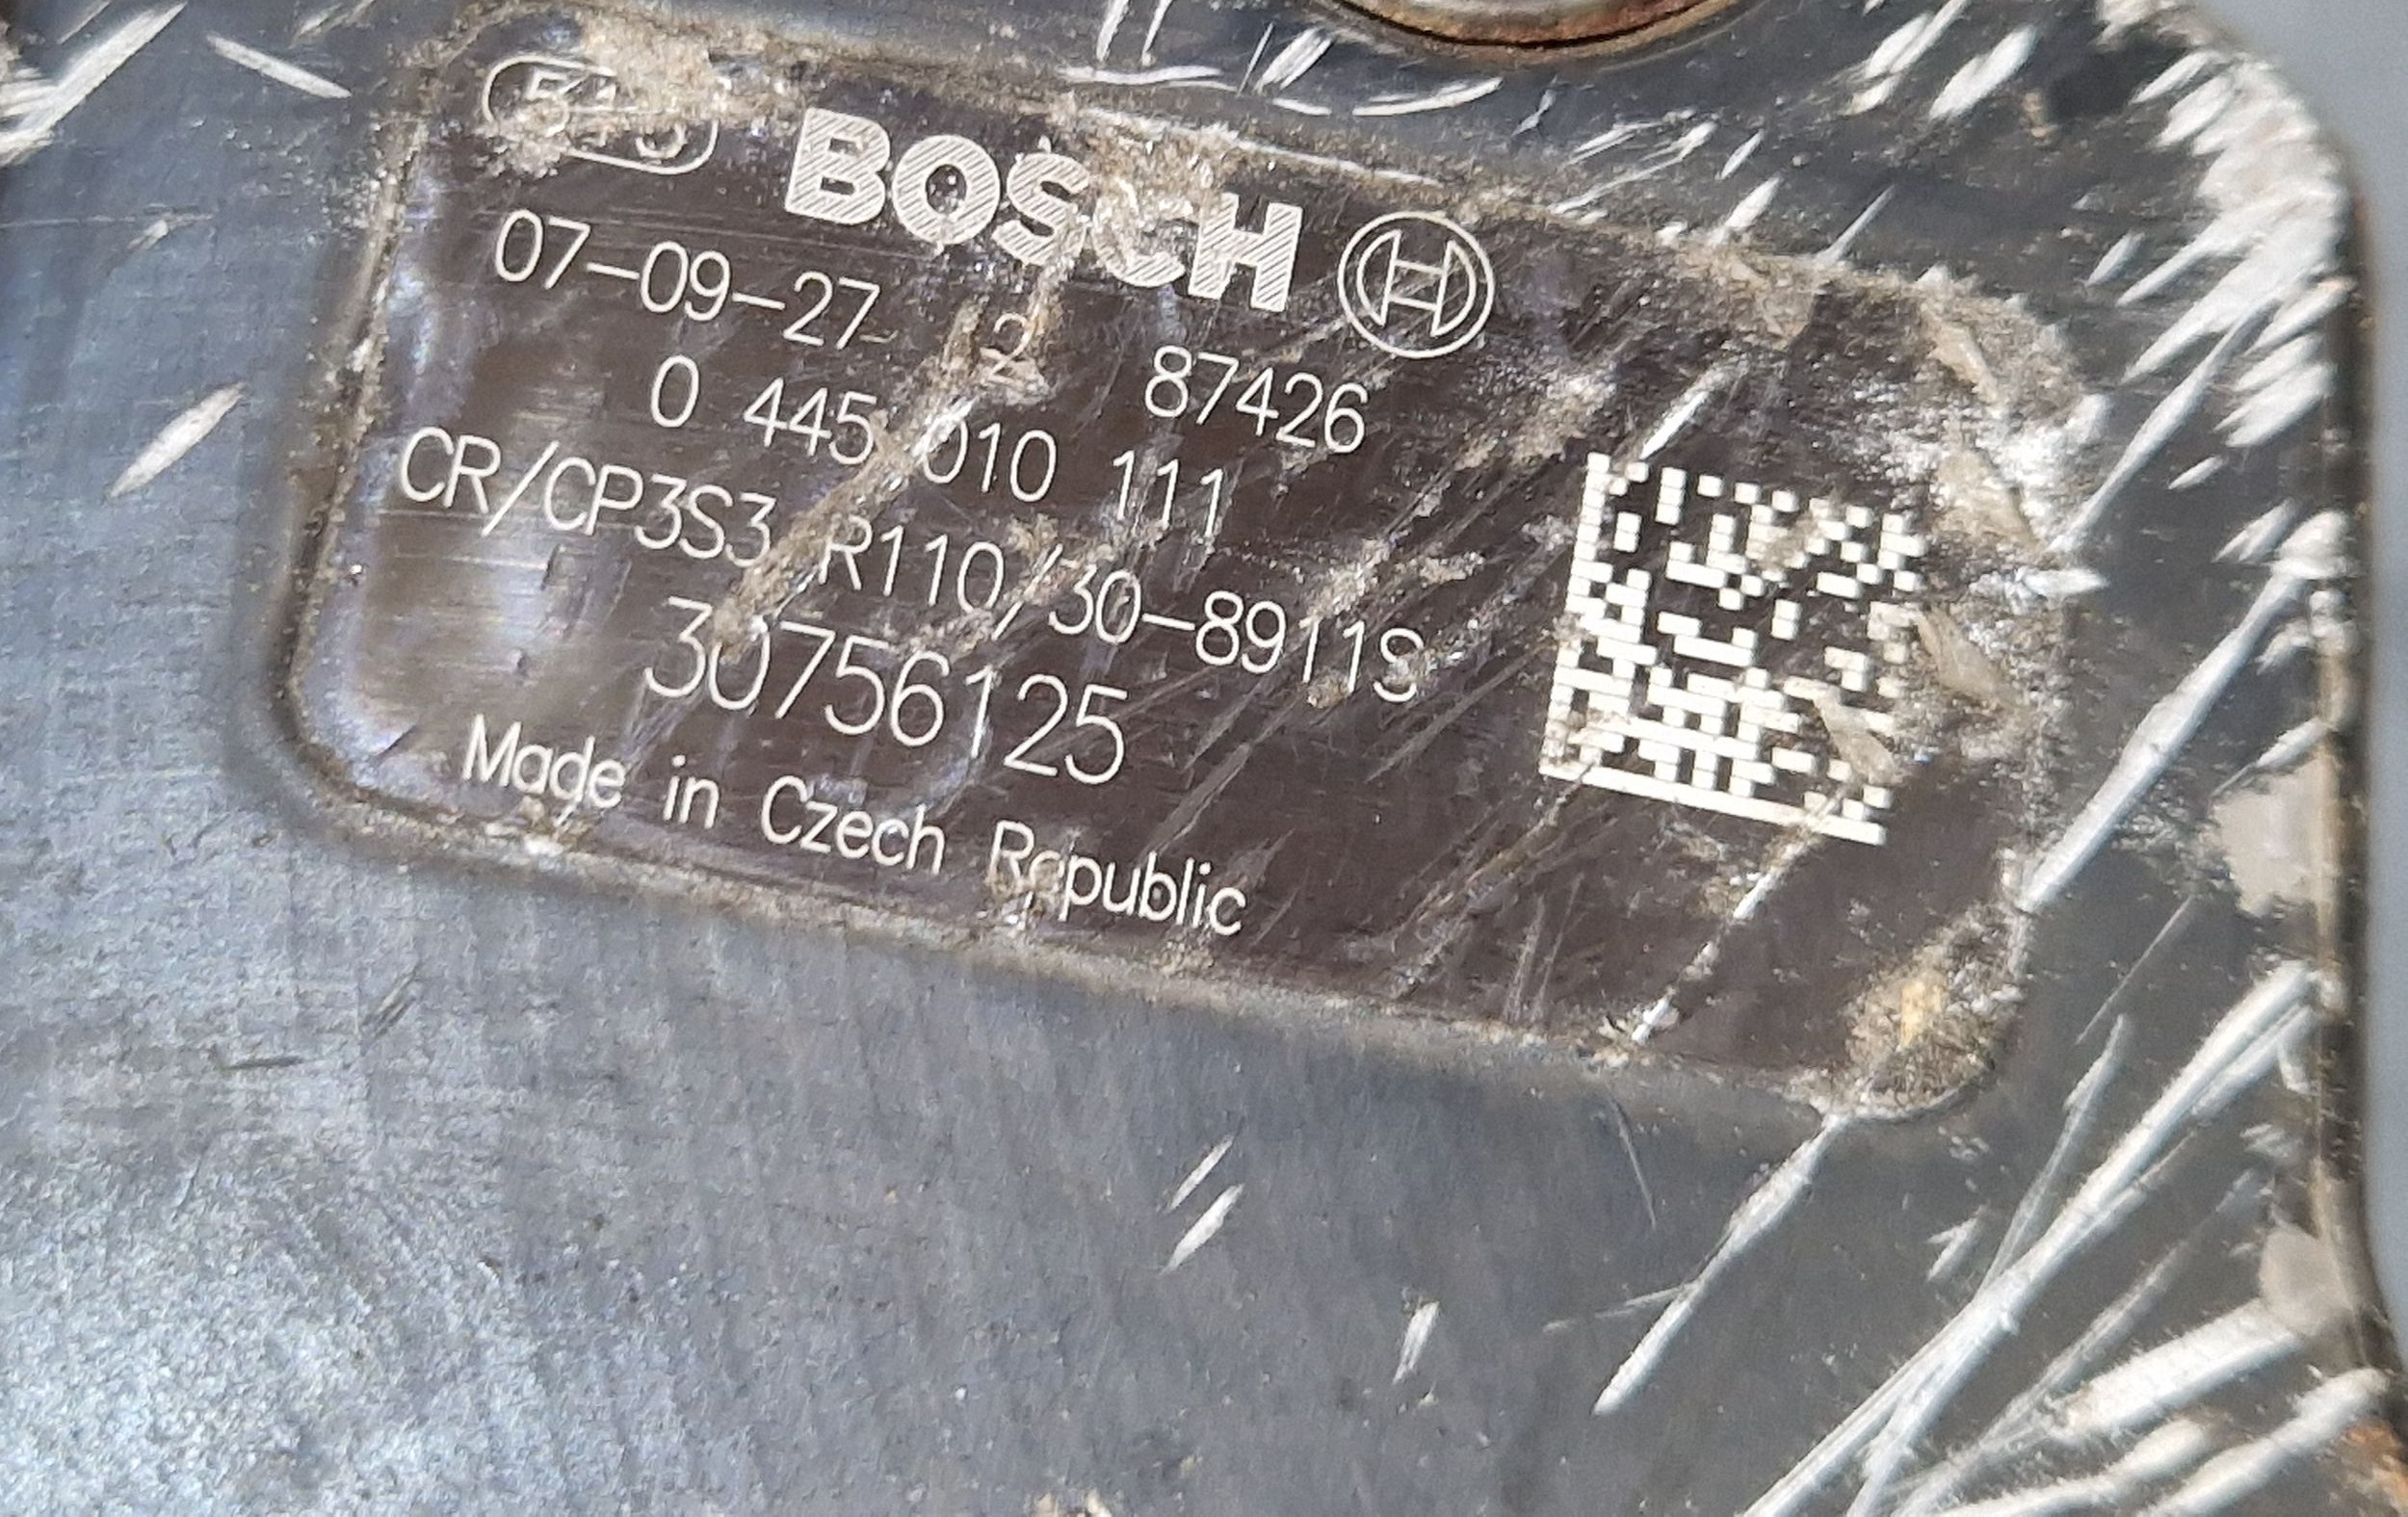 BOSCH
07-09-27 2 87426
0 445 010 111
CR/CP3S3 R110/30-8911S
30756125
Made in Czech Republic